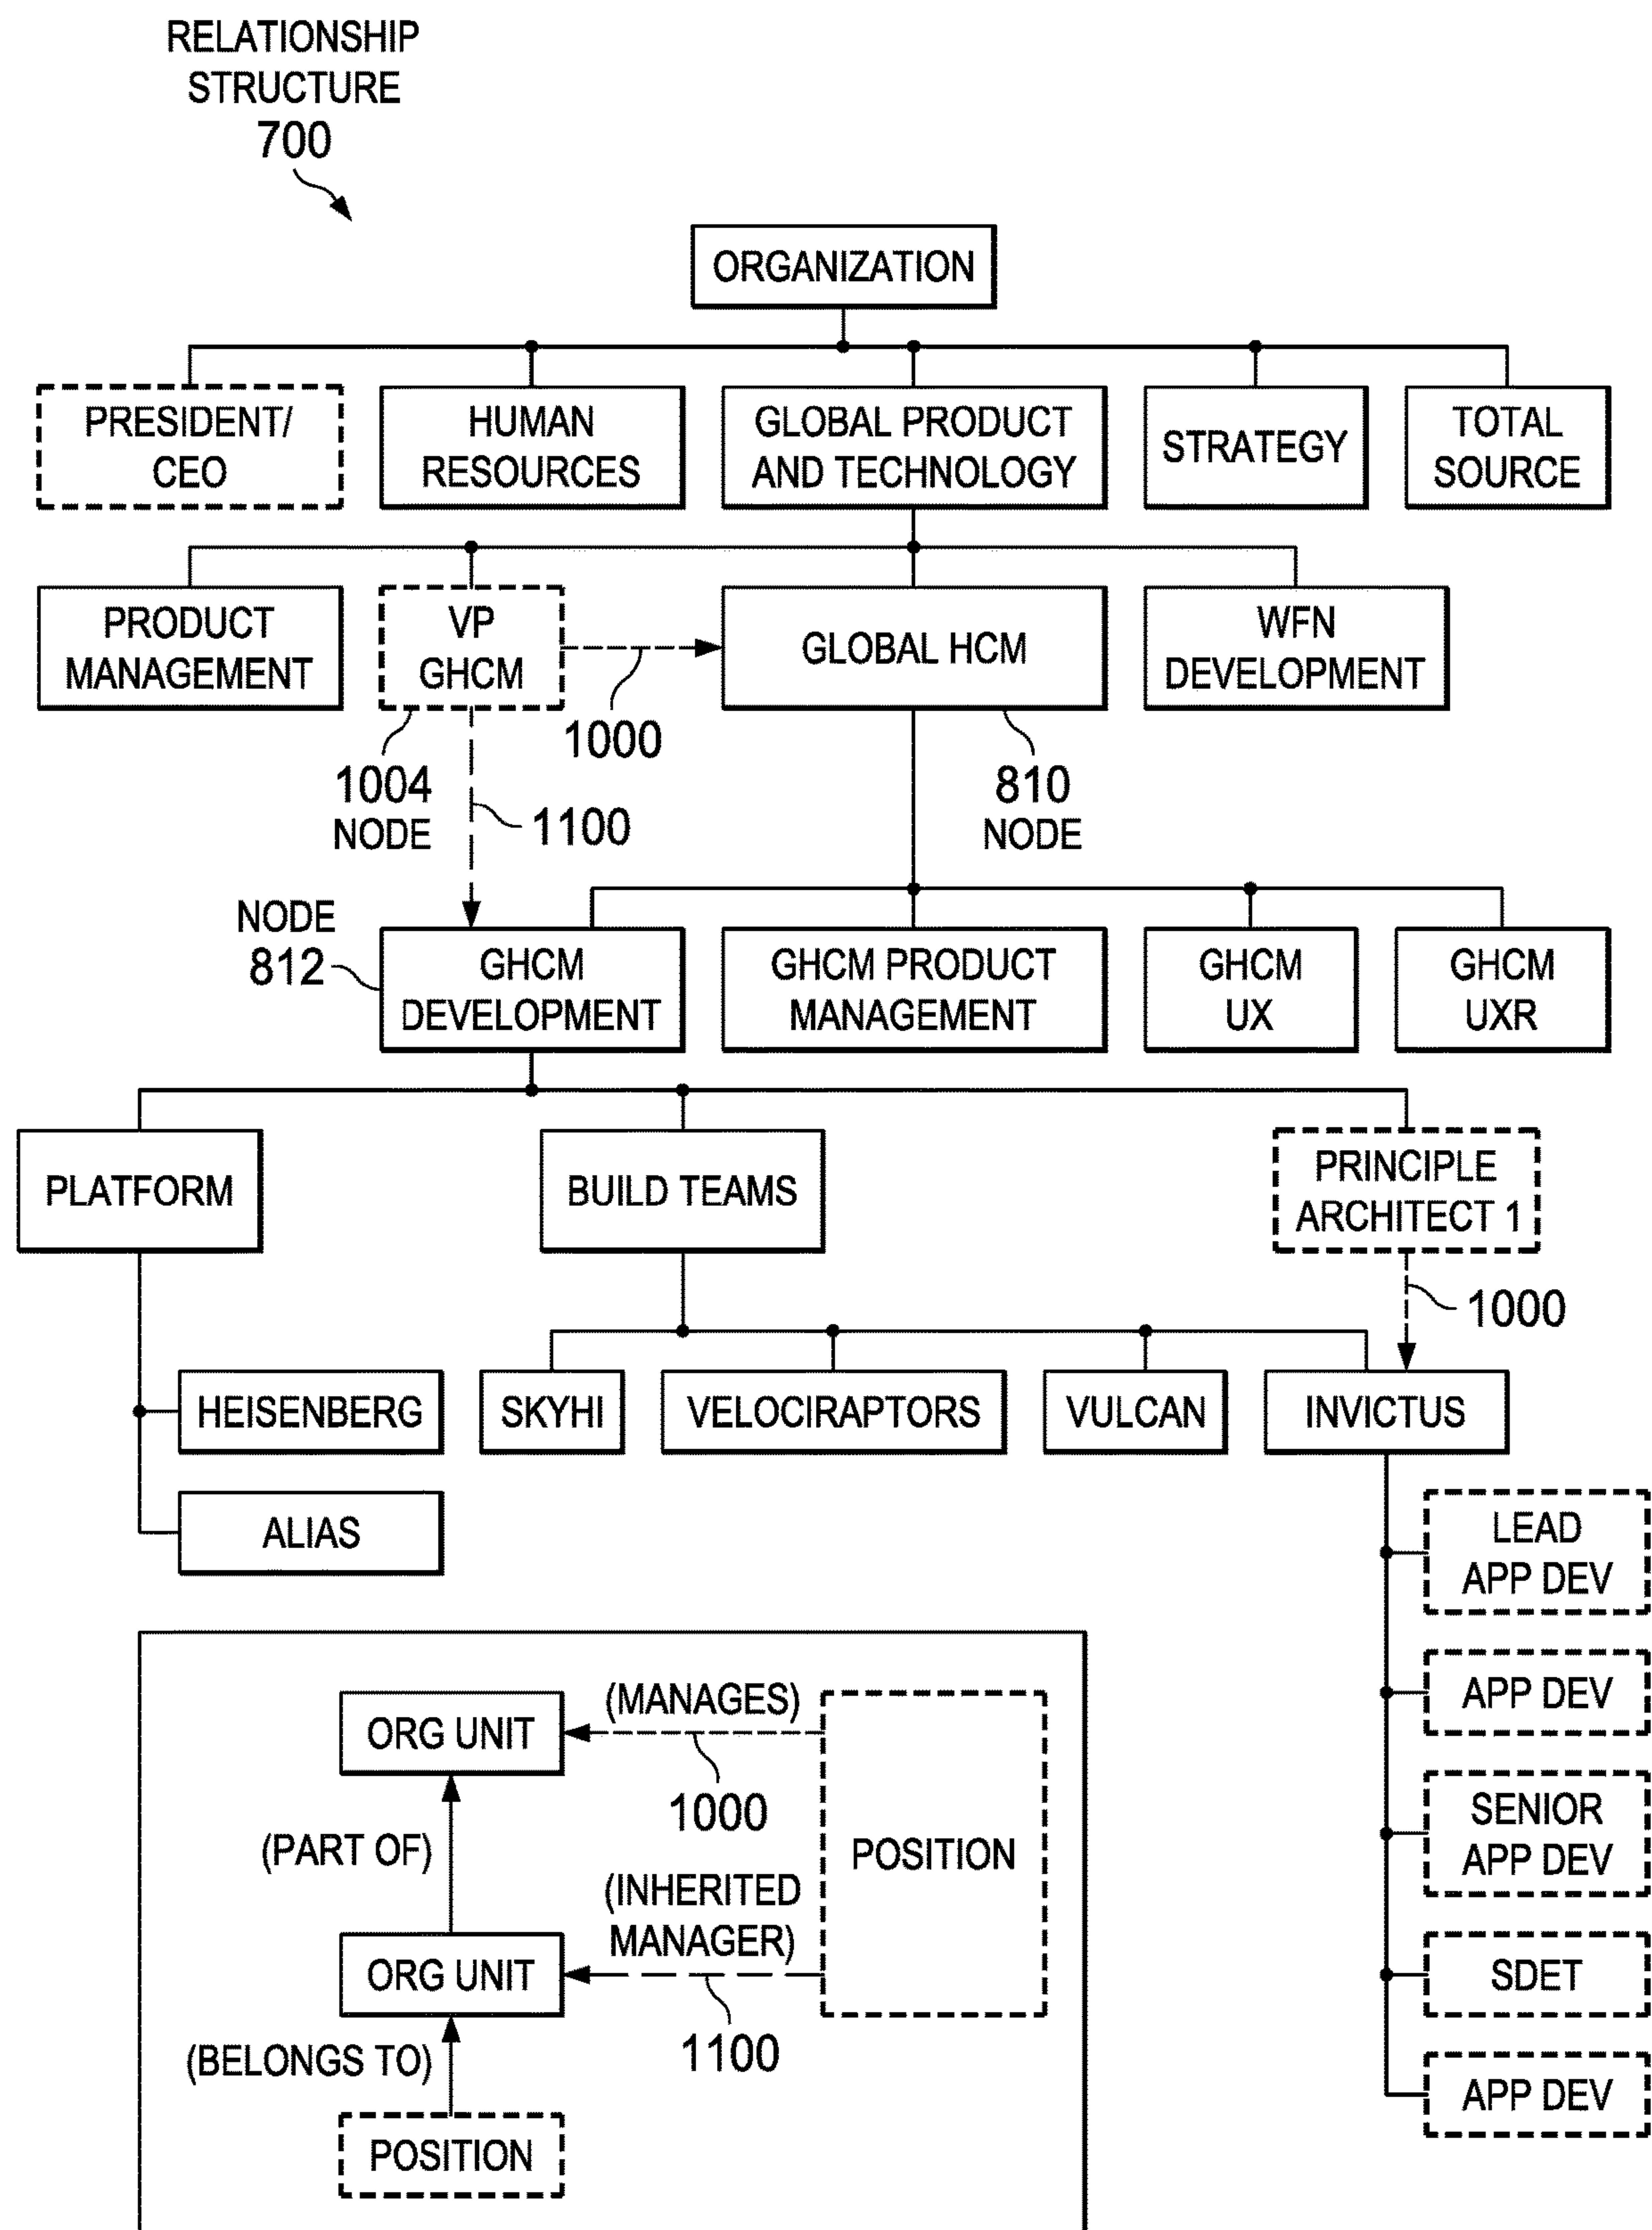 RELATIONSHIP
STRUCTURE
700
ORGANIZATION
PRESIDENT/
CEO
HUMAN
RESOURCES
GLOBAL PRODUCT
AND TECHNOLOGY
STRATEGY
TOTAL
SOURCE
PRODUCT
MANAGEMENT
VP
GHCM
GLOBAL HCM
WFN
DEVELOPMENT
1000
1004
NODE
1100
810
NODE
NODE
812
GHCM
DEVELOPMENT
GHCM PRODUCT
MANAGEMENT
GHCM
UX
GHCM
UXR
PLATFORM
BUILD TEAMS
PRINCIPLE
ARCHITECT 1
1000
HEISENBERG
SKYHI
VELOCIRAPTORS
VULCAN
INVICTUS
ALIAS
LEAD
APP DEV
APP DEV
SENIOR
APP DEV
SDET
APP DEV
ORG UNIT
(MANAGES)
1000
POSITION
(PART OF)
(INHERITED
MANAGER)
ORG UNIT
1100
(BELONGS TO)
POSITION